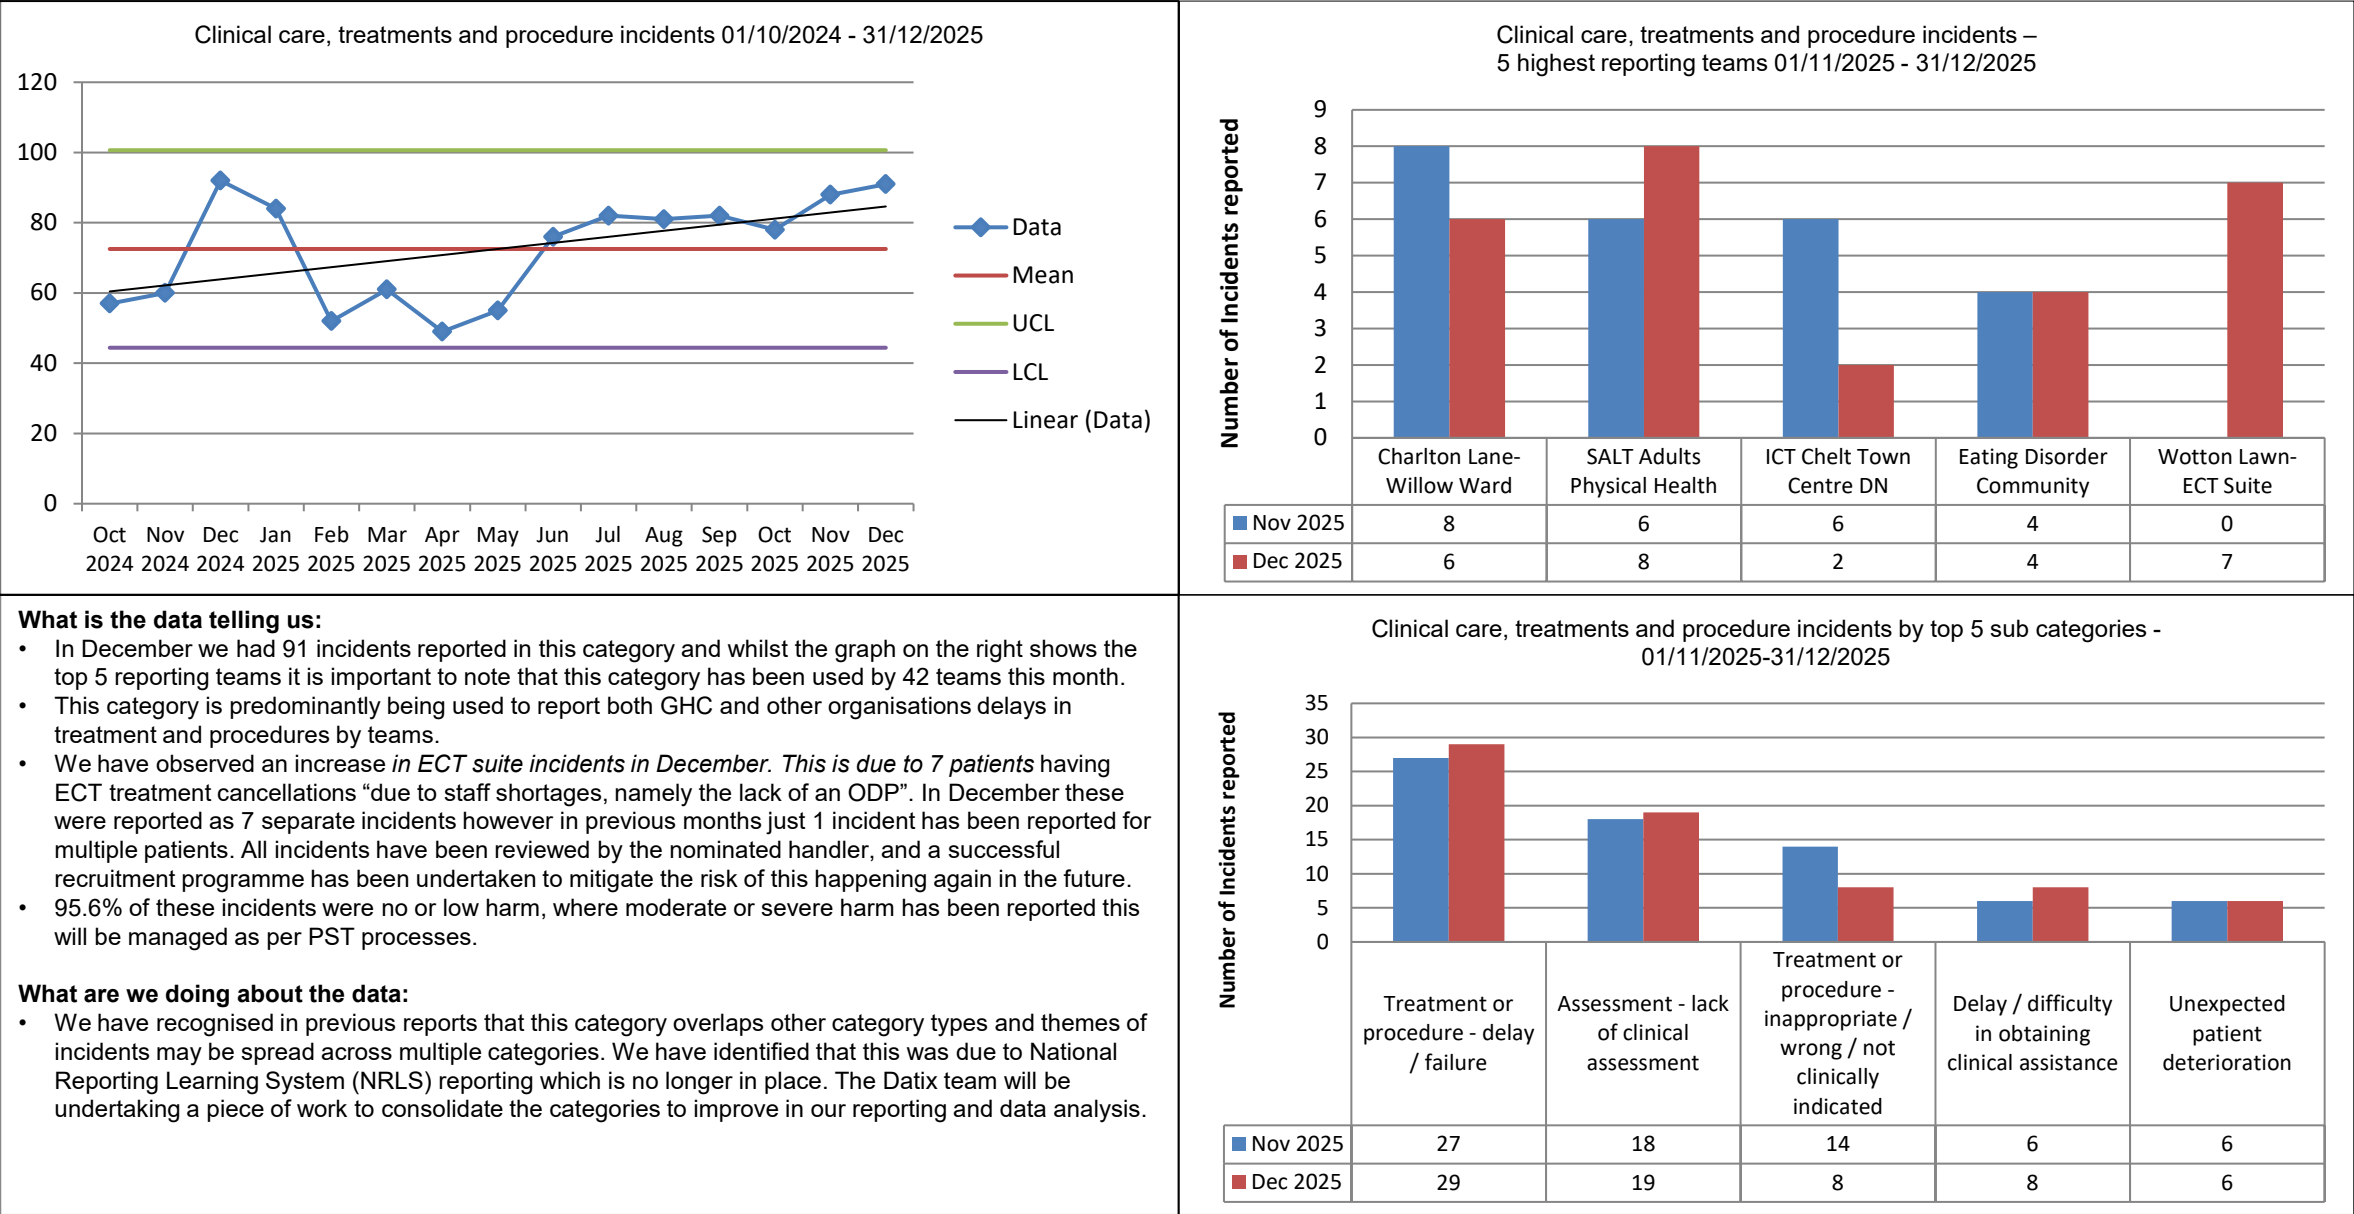 Clinical care, treatments and procedure incidents 01/10/2024 - 31/12/2025
120
100
80
60
40
20
0
Oct Nov Dec Jan Feb Mar Apr May Jun Jul Aug Sep Oct Nov Dec
2024 2024 2024 2025 2025 2025 2025 2025 2025 2025 2025 2025 2025 2025 2025
Data
Mean
UCL
LCL
Linear (Data)
Clinical care, treatments and procedure incidents –
5 highest reporting teams 01/11/2025 - 31/12/2025
Number of Incidents reported
9
8
7
6
5
4
3
2
1
0
Charlton Lane-
Willow Ward
SALT Adults
Physical Health
ICT Chelt Town
Centre DN
Eating Disorder
Community
Wotton Lawn-
ECT Suite
Nov 2025 8 6 6 4 0
Dec 2025 6 8 2 4 7
What is the data telling us:
• In December we had 91 incidents reported in this category and whilst the graph on the right shows the
top 5 reporting teams it is important to note that this category has been used by 42 teams this month.
• This category is predominantly being used to report both GHC and other organisations delays in
treatment and procedures by teams.
• We have observed an increase in ECT suite incidents in December. This is due to 7 patients having
ECT treatment cancellations “due to staff shortages, namely the lack of an ODP”. In December these
were reported as 7 separate incidents however in previous months just 1 incident has been reported for
multiple patients. All incidents have been reviewed by the nominated handler, and a successful
recruitment programme has been undertaken to mitigate the risk of this happening again in the future.
• 95.6% of these incidents were no or low harm, where moderate or severe harm has been reported this
will be managed as per PST processes.
What are we doing about the data:
• We have recognised in previous reports that this category overlaps other category types and themes of
incidents may be spread across multiple categories. We have identified that this was due to National
Reporting Learning System (NRLS) reporting which is no longer in place. The Datix team will be
undertaking a piece of work to consolidate the categories to improve in our reporting and data analysis.
Clinical care, treatments and procedure incidents by top 5 sub categories -
01/11/2025-31/12/2025
Number of Incidents reported
35
30
25
20
15
10
5
0
Treatment or
procedure - delay
/ failure
Assessment - lack
of clinical
assessment
Treatment or
procedure -
inappropriate /
wrong / not
clinically
indicated
Delay / difficulty
in obtaining
clinical assistance
Unexpected
patient
deterioration
Nov 2025 27 18 14 6 6
Dec 2025 29 19 8 8 6